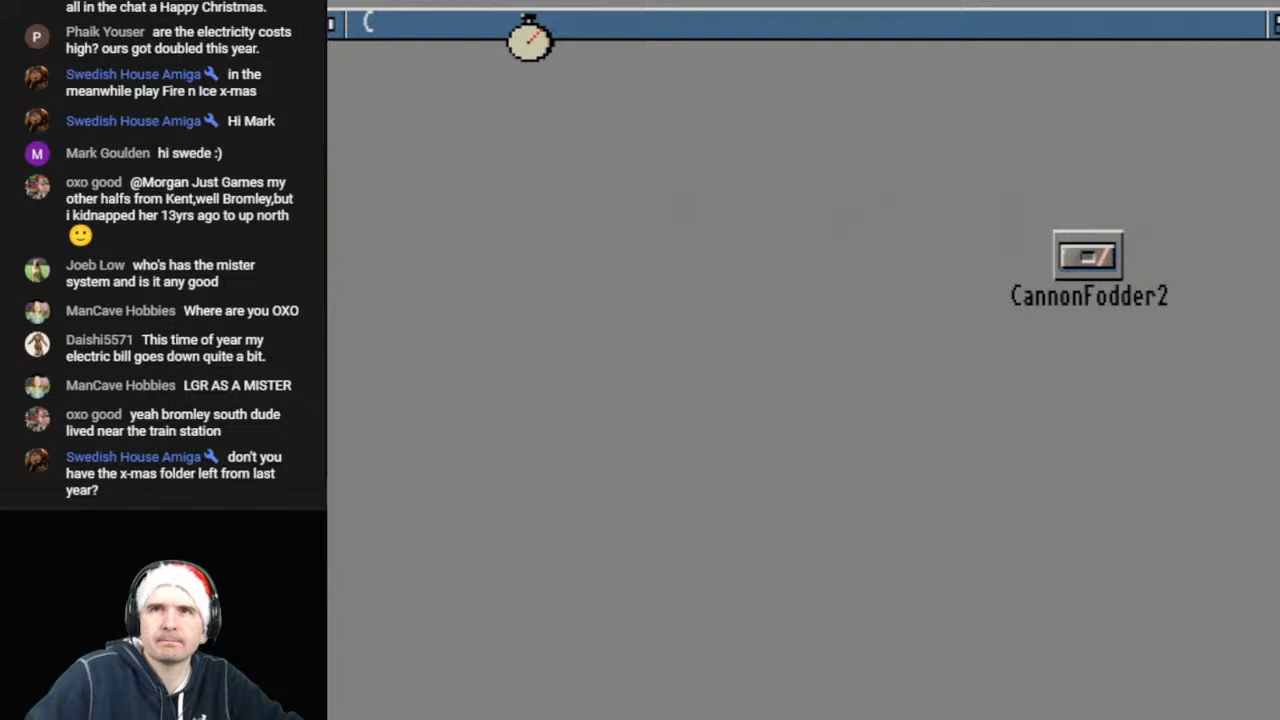 all in the chat a Happy Christmas.
P
Phaik Youser are the electricity costs
high? ours got doubled this year.
Swedish House Amiga in the
meanwhile play Fire n Ice x-mas
Swedish House Amiga Hi Mark
M
Mark Goulden hi swede :)
oxo good @Morgan Just Games my
other halfs from Kent,well Bromley,but
i kidnapped her 13yrs ago to up north
Joeb Low who's has the mister
system and is it any good
ManCave Hobbies Where are you OXO
Daishi5571 This time of year my
electric bill goes down quite a bit.
ManCave Hobbies LGR AS A MISTER
oxo good yeah bromley south dude
lived near the train station
Swedish House Amiga don't you
have the x-mas folder left from last
year?
CannonFodder2